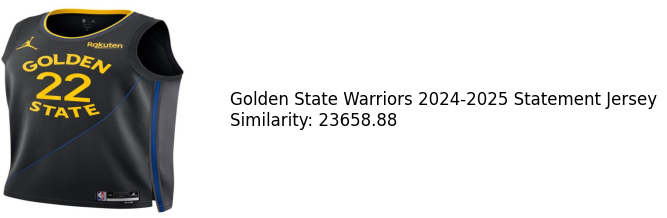 Rakuten
GOLDEN
22
STATE
Golden State Warriors 2024-2025 Statement Jersey
Similarity: 23658.88